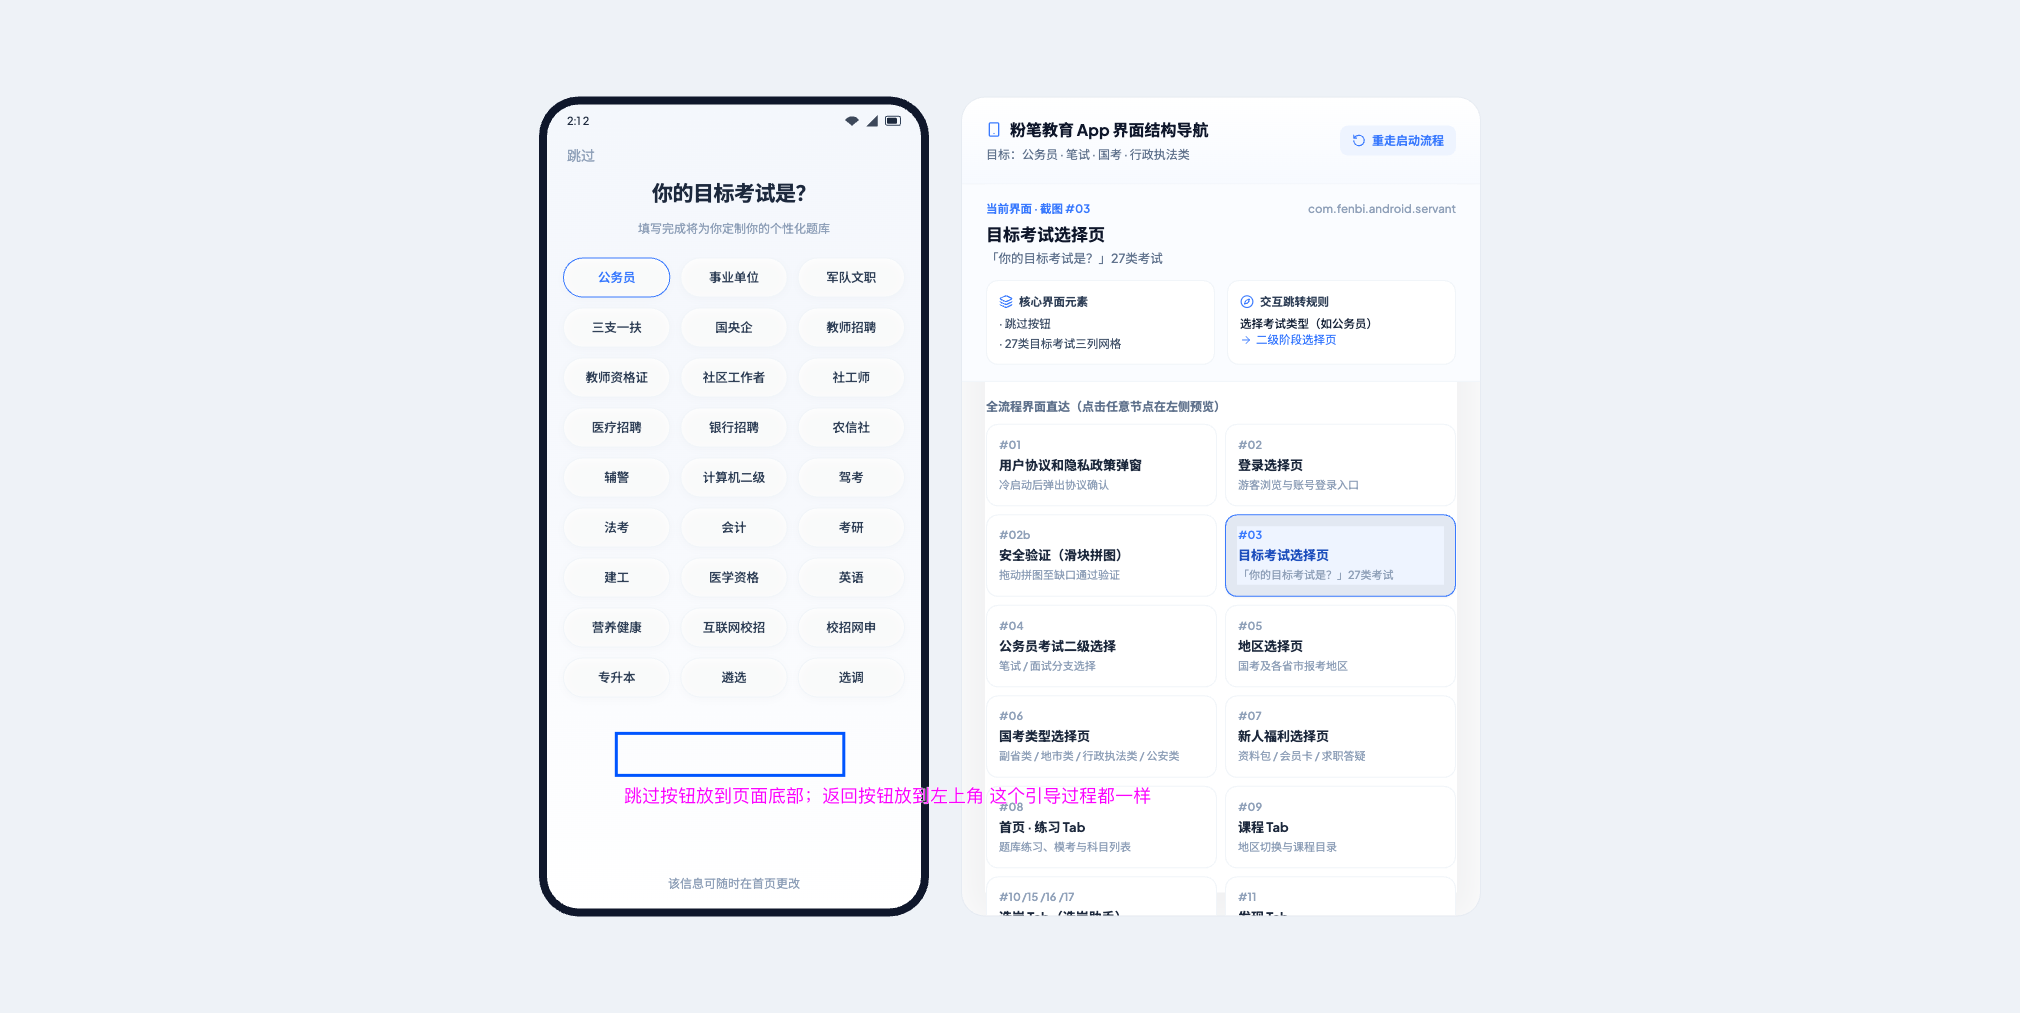 2:12
跳过
你的目标考试是？
填写完成将为你定制你的个性化题库
公务员
事业单位
军队文职
三支一扶
国央企
教师招聘
教师资格证
社区工作者
社工师
医疗招聘
银行招聘
农信社
辅警
计算机二级
驾考
法考
会计
考研
建工
医学资格
英语
营养健康
互联网校招
校招网申
专升本
遴选
选调
跳过按钮放到页面底部；返回按钮放到左上角 这个引导过程都一样
该信息可随时在首页更改
粉笔教育 App 界面结构导航
目标：公务员 · 笔试 · 国考 · 行政执法类
重走启动流程
当前界面 · 截图 #03
com.fenbi.android.servant
目标考试选择页
「你的目标考试是？」27类考试
核心界面元素
· 跳过按钮
· 27类目标考试三列网格
交互跳转规则
选择考试类型（如公务员）
→ 二级阶段选择页
全流程界面直达（点击任意节点在左侧预览）
#01
用户协议和隐私政策弹窗
冷启动后弹出协议确认
#02
登录选择页
游客浏览与账号登录入口
#02b
安全验证（滑块拼图）
拖动拼图至缺口通过验证
#03
目标考试选择页
「你的目标考试是？」27类考试
#04
公务员考试二级选择
笔试 / 面试分支选择
#05
地区选择页
国考及各省市报考地区
#06
国考类型选择页
副省类 / 地市类 / 行政执法类 / 公安类
#07
新人福利选择页
资料包 / 会员卡 / 求职答疑
#08
首页 · 练习 Tab
题库练习、模考与科目列表
#09
课程 Tab
地区切换与课程目录
#10/15/16/17
选岗 Tab（选岗助手）
#11
发现 Tab